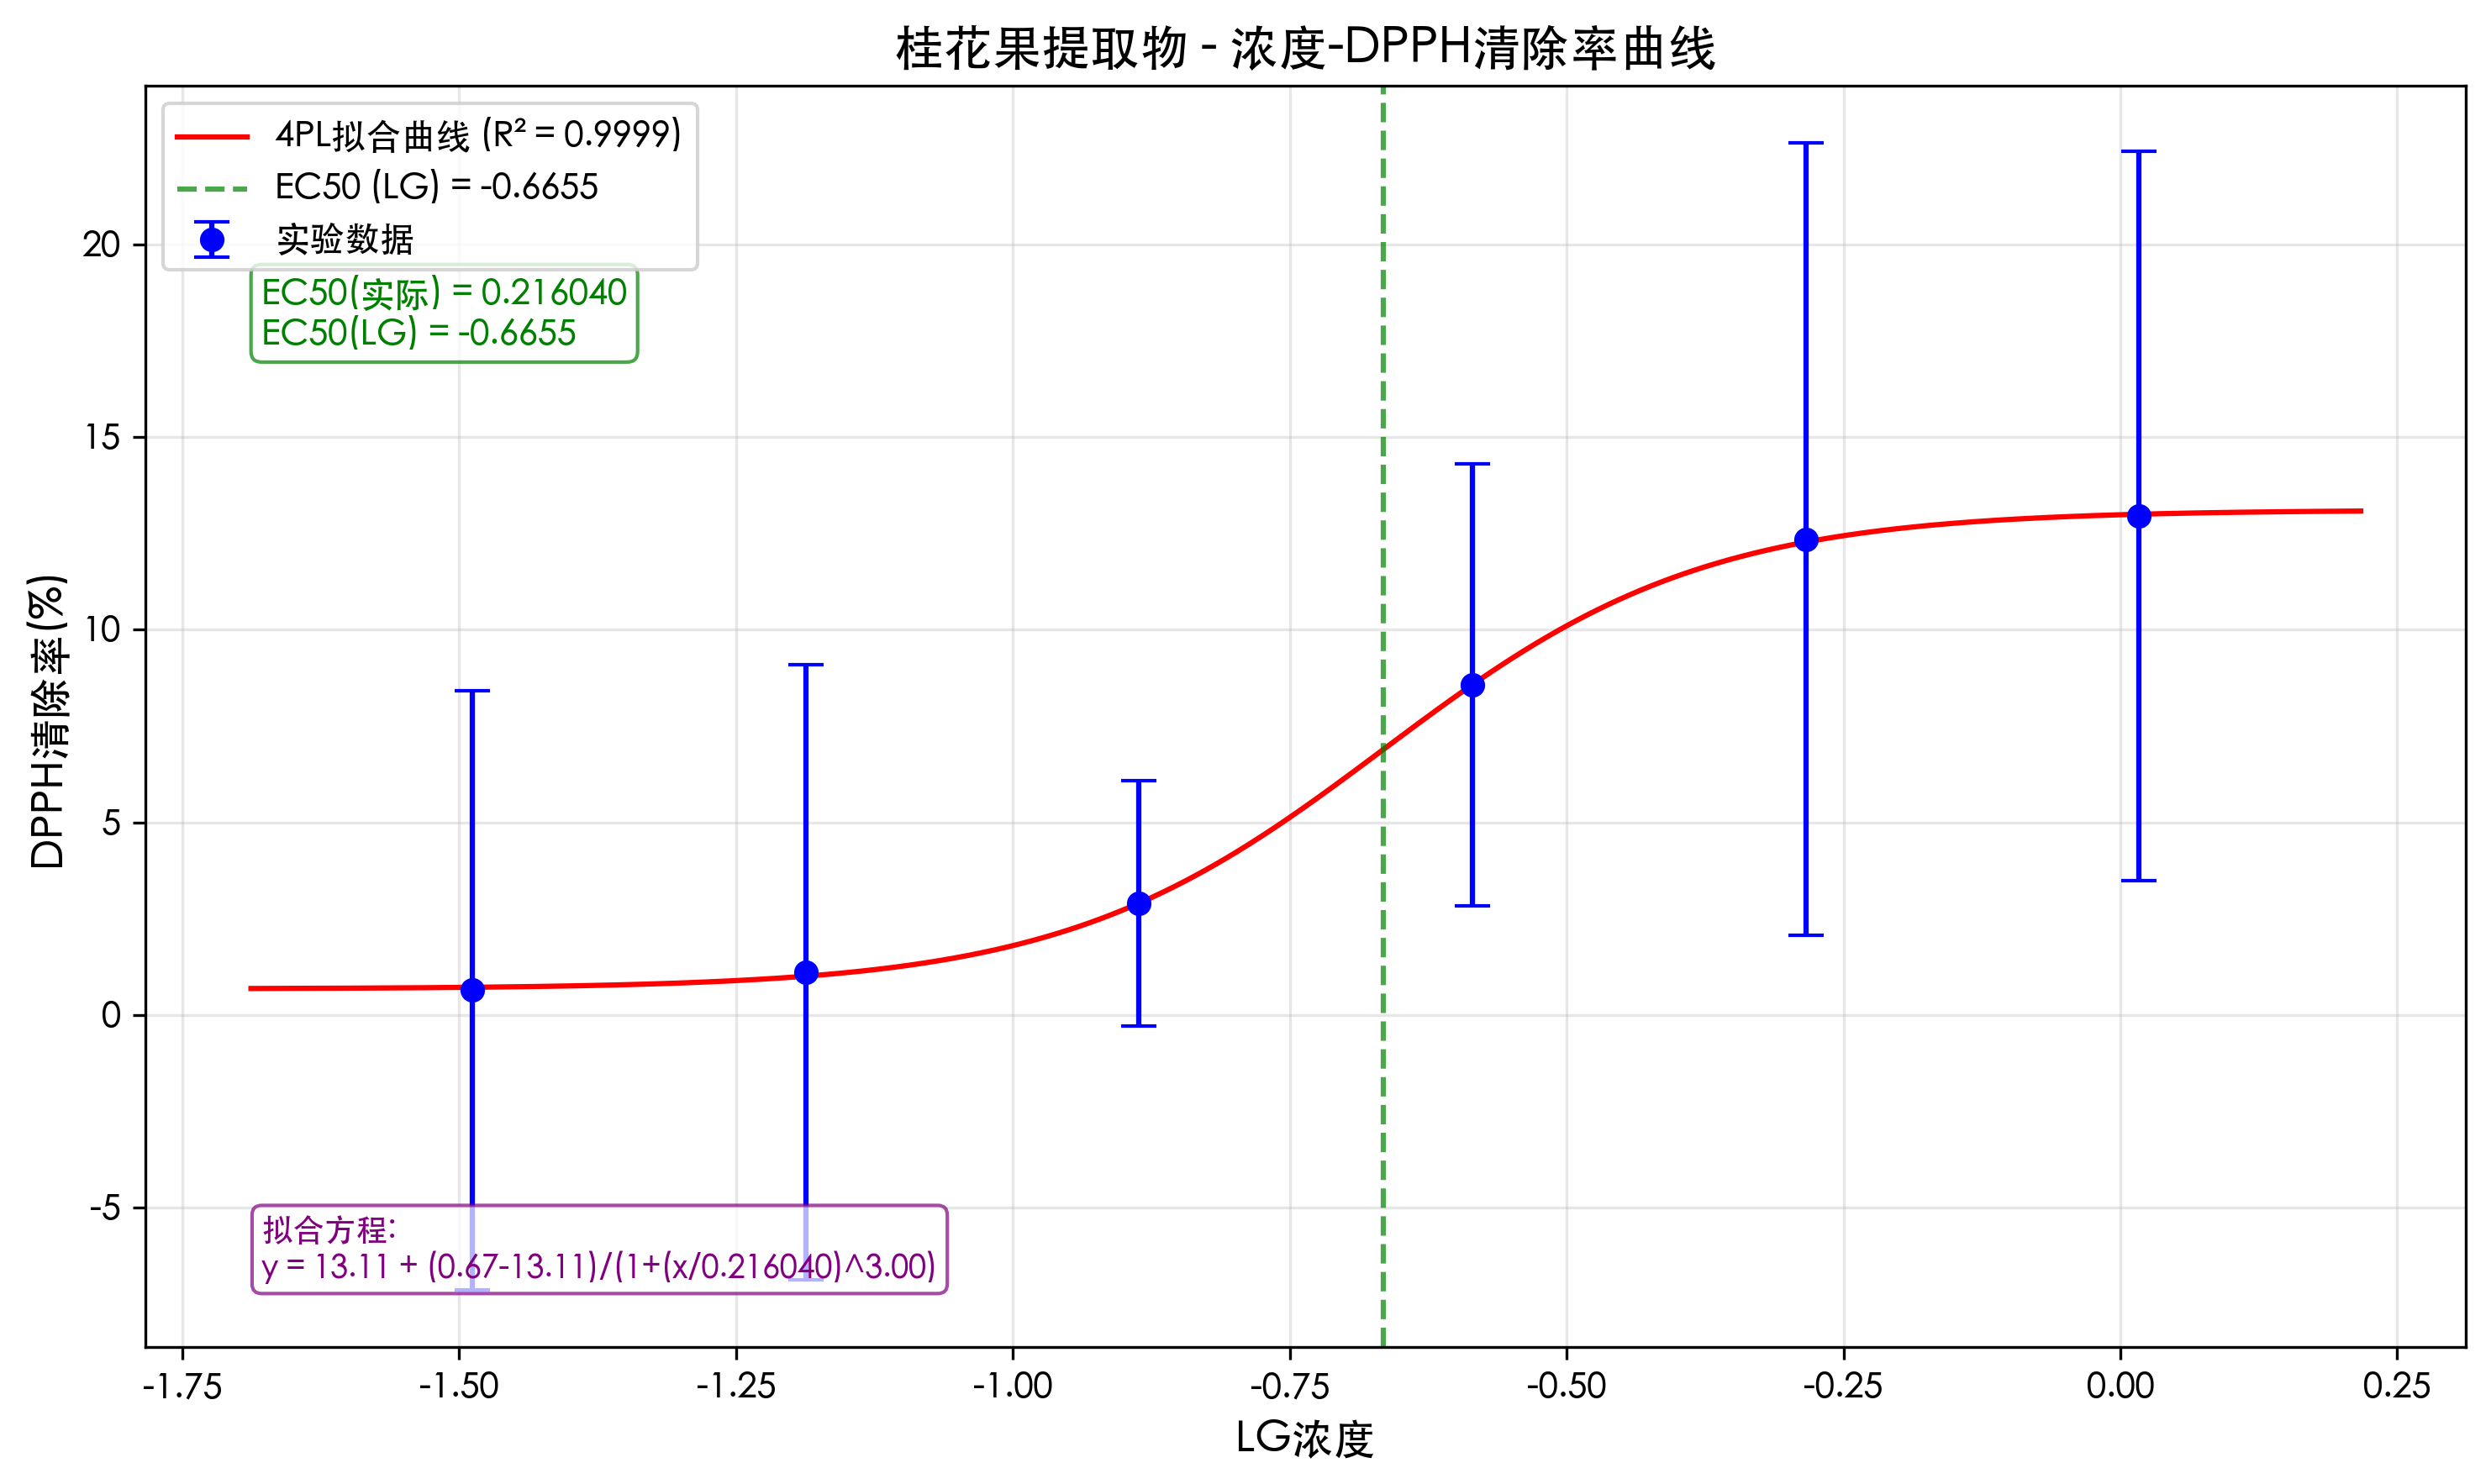 桂花果提取物 - 浓度-DPPH清除率曲线
4PL拟合曲线 (R² = 0.9999)
EC50 (LG) = -0.6655
实验数据
EC50(实际) = 0.216040
EC50(LG) = -0.6655
DPPH清除率(%)
20
15
10
5
0
-5
拟合方程:
y = 13.11 + (0.67-13.11)/(1+(x/0.216040)^3.00)
-1.75
-1.50
-1.25
-1.00
-0.75
-0.50
-0.25
0.00
0.25
LG浓度